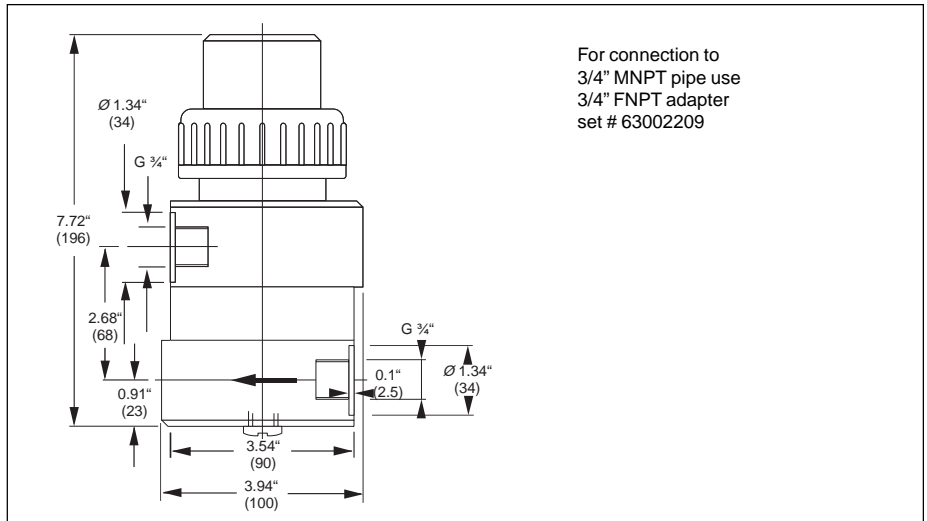 For connection to
3/4” MNPT pipe use
3/4” FNPT adapter
set # 63002209
Ø 1.34“
(34)
G ¾“
7.72“
(196)
2.68“
(68)
0.91“
(23)
G ¾“
0.1“
(2.5)
Ø 1.34“
(34)
3.54“
(90)
3.94“
(100)